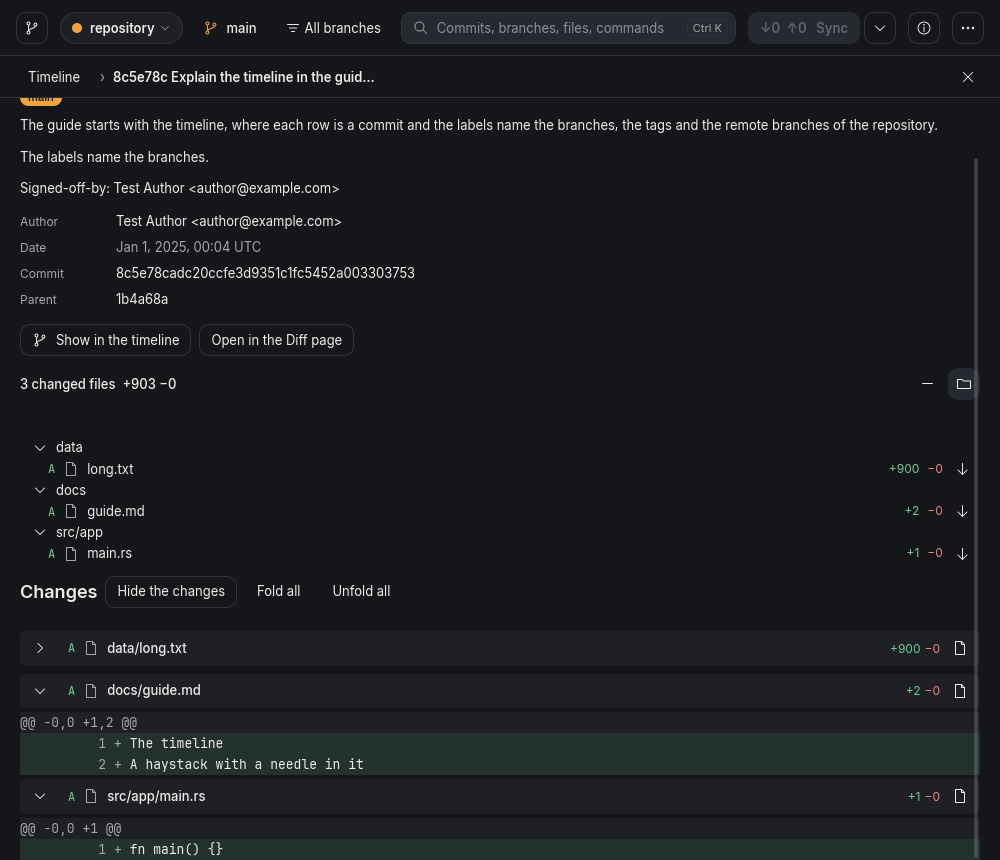 repository main All branches Commits, branches, files, commands Ctrl K ↓0 ↑0 Sync
Timeline › 8c5e78c Explain the timeline in the guid…
main
The guide starts with the timeline, where each row is a commit and the labels name the branches, the tags and the remote branches of the repository.
The labels name the branches.
Signed-off-by: Test Author <author@example.com>
Author Test Author <author@example.com>
Date Jan 1, 2025, 00:04 UTC
Commit 8c5e78cadc20ccfe3d9351c1fc5452a003303753
Parent 1b4a68a
Show in the timeline Open in the Diff page
3 changed files +903 −0
data
A long.txt +900 −0
docs
A guide.md +2 −0
src/app
A main.rs +1 −0
Changes Hide the changes Fold all Unfold all
A data/long.txt +900 −0
A docs/guide.md +2 −0
@@ -0,0 +1,2 @@
1 + The timeline
2 + A haystack with a needle in it
A src/app/main.rs +1 −0
@@ -0,0 +1 @@
1 + fn main() {}